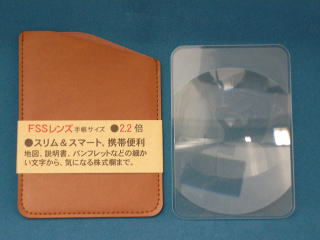 FSSレンズ 手帳サイズ ●2.2倍
●スリム＆スマート、携帯便利
地図、説明書、パンフレットなどの細か
い文字から、気になる株式欄まで。